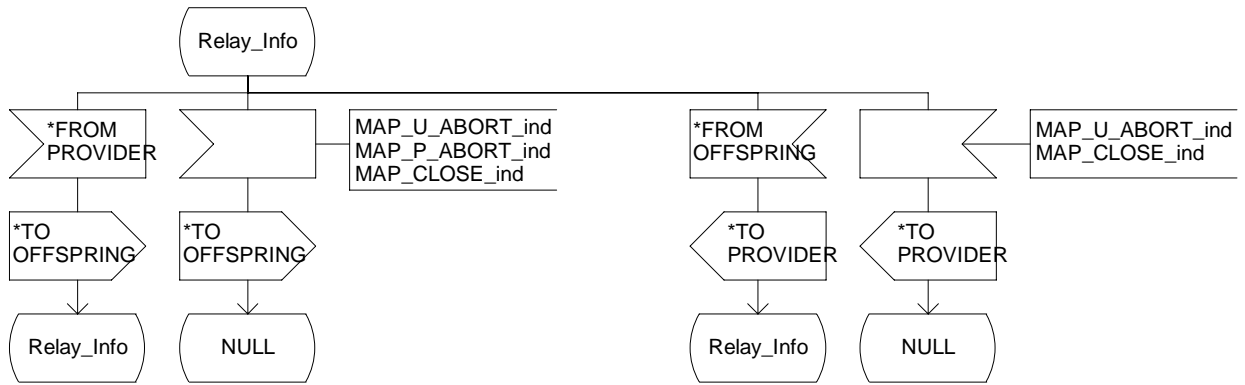 Relay_Info
*FROM
PROVIDER
MAP_U_ABORT_ind
MAP_P_ABORT_ind
MAP_CLOSE_ind
*FROM
OFFSPRING
MAP_U_ABORT_ind
MAP_CLOSE_ind
*TO
OFFSPRING
*TO
OFFSPRING
*TO
PROVIDER
*TO
PROVIDER
Relay_Info
NULL
Relay_Info
NULL